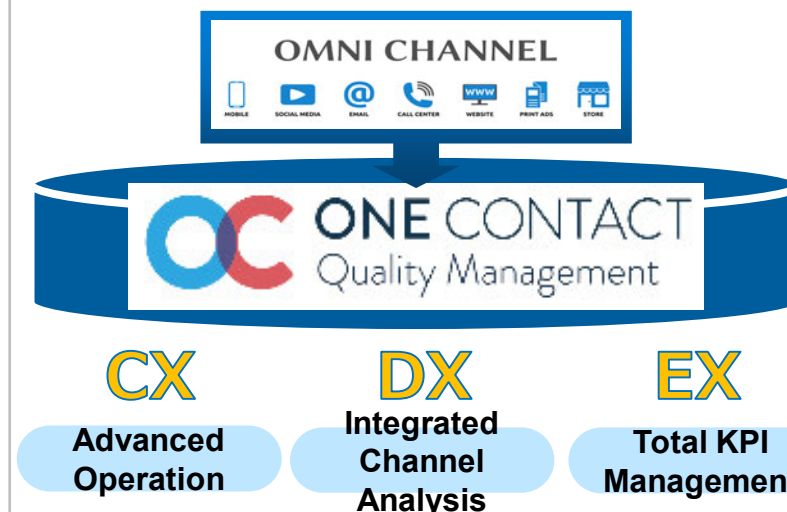 OMNI CHANNEL
MOBILE SOCIAL MEDIA EMAIL CALL CENTER WEBSITE PRINT ADS STORE
www
OC ONE CONTACT
Quality Management
CX DX EX
Advanced
Operation
Integrated
Channel
Analysis
Total KPI
Managemen